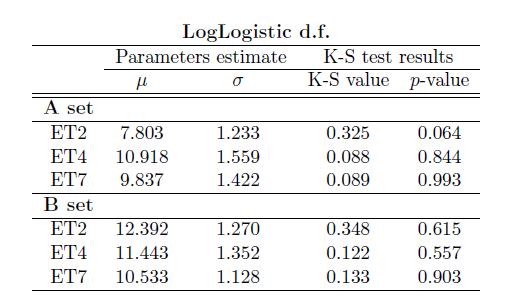 LogLogistic d.f.
Parameters estimate K-S test results
μ σ K-S value p-value
A set
ET2 7.803 1.233 0.325 0.064
ET4 10.918 1.559 0.088 0.844
ET7 9.837 1.422 0.089 0.993
B set
ET2 12.392 1.270 0.348 0.615
ET4 11.443 1.352 0.122 0.557
ET7 10.533 1.128 0.133 0.903